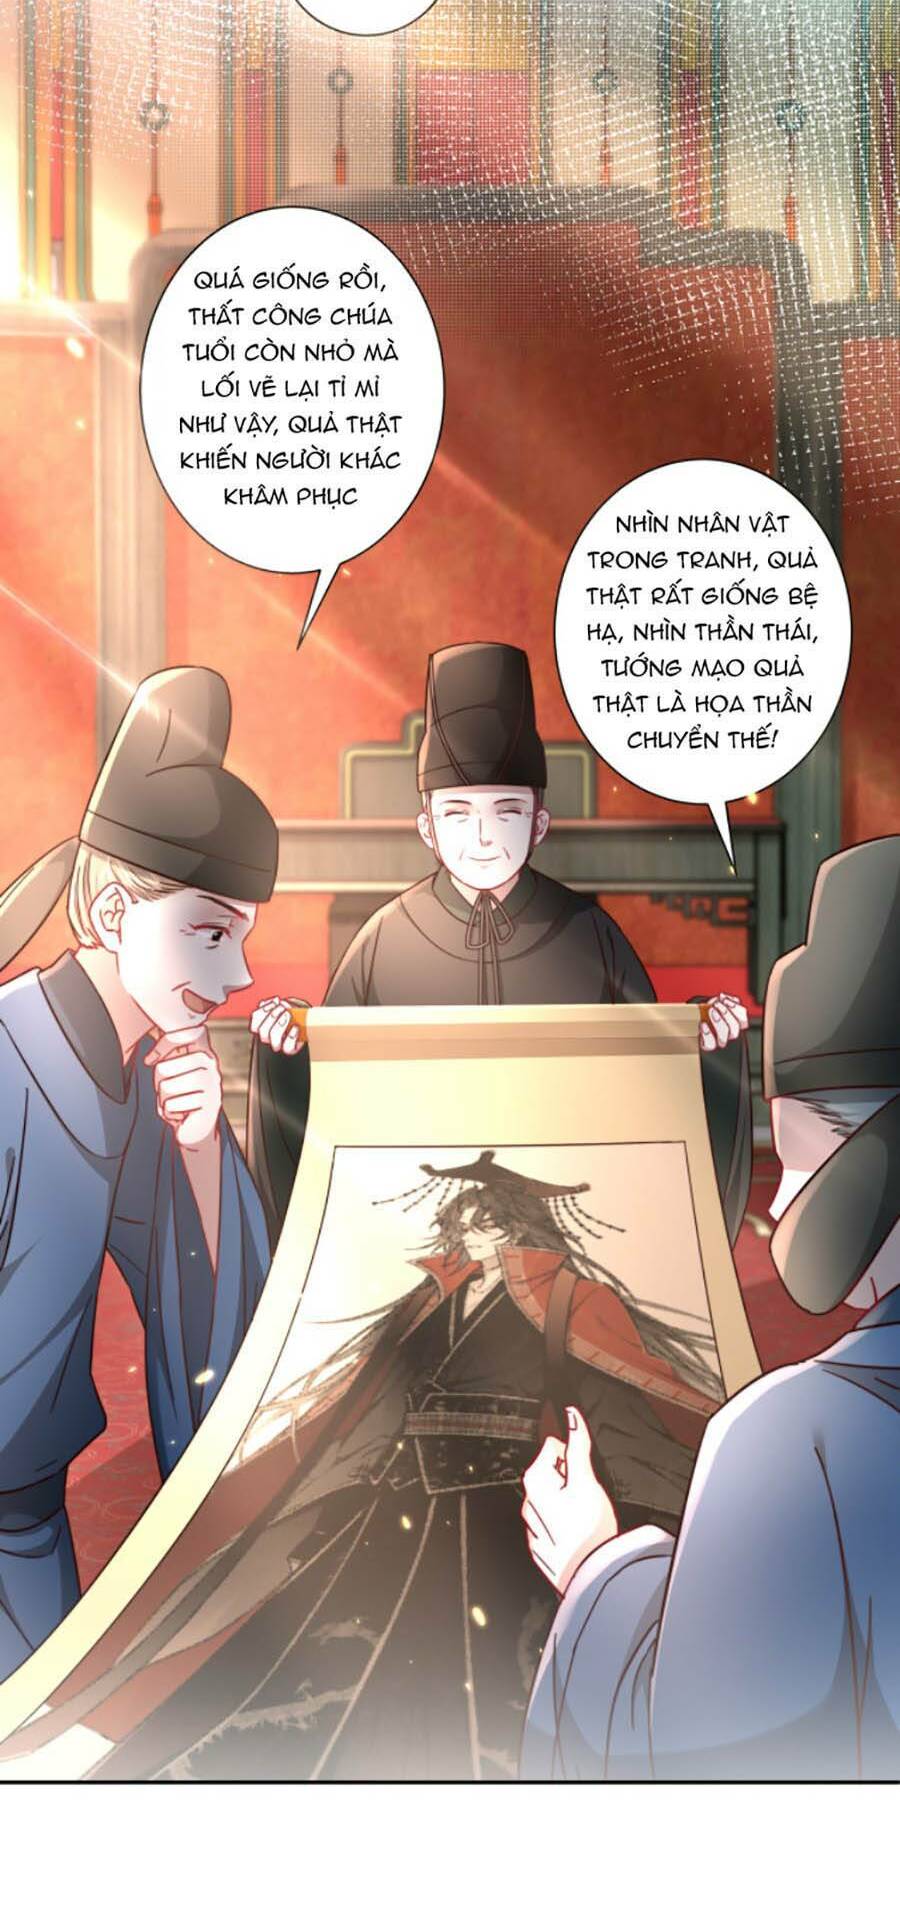 QUÁ GIỐNG RỒI,
THẤT CÔNG CHÚA
TUỔI CÒN NHỎ MÀ
LỐI VẼ LẠI TỈ MỈ
NHƯ VẬY, QUẢ THẬT
KHIẾN NGƯỜI KHÁC
KHÂM PHỤC
NHÌN NHÂN VẬT
TRONG TRANH, QUẢ
THẬT RẤT GIỐNG BỆ
HẠ, NHÌN THẦN THÁI,
TƯỚNG MẠO QUẢ
THẬT LÀ HỌA THẦN
CHUYỂN THẾ!